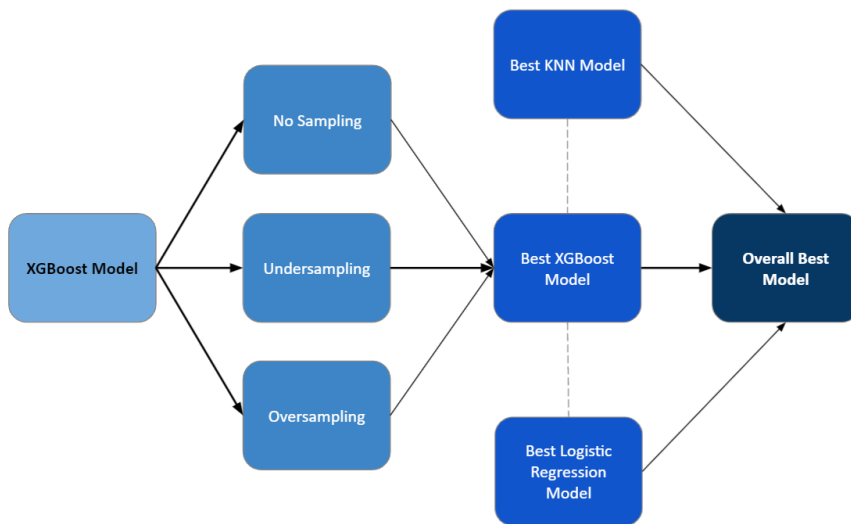 XGBoost Model
No Sampling
Undersampling
Oversampling
Best KNN Model
Best XGBoost
Model
Best Logistic
Regression
Model
Overall Best
Model